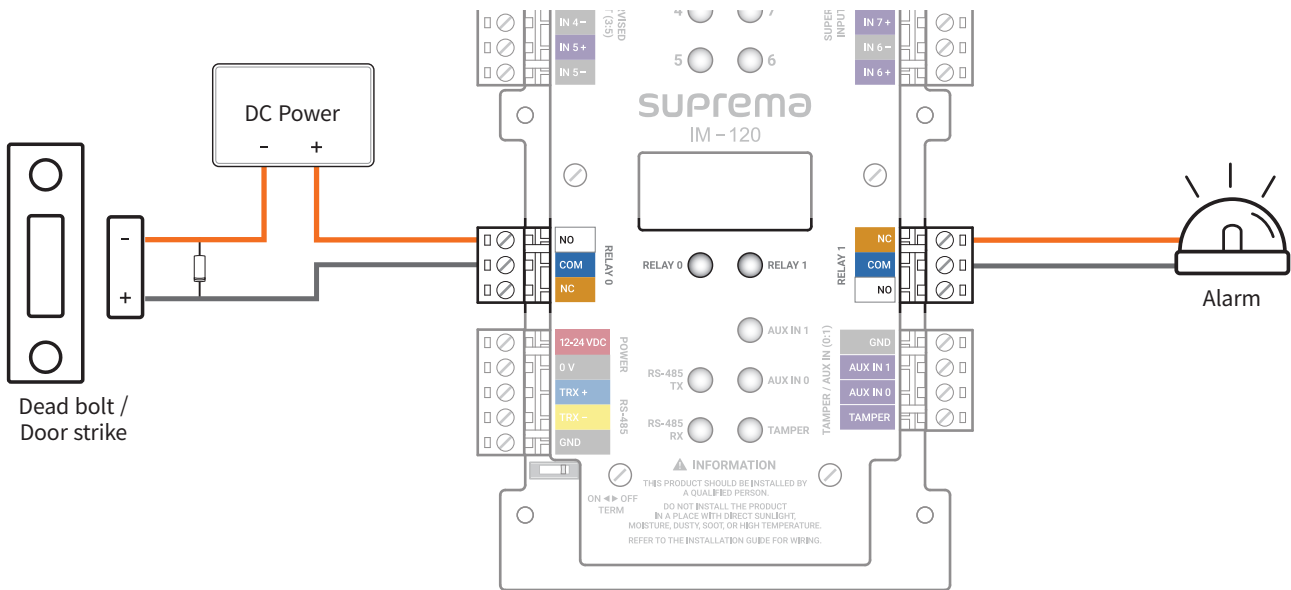 IN 4 −
IN 5 +
IN 5 −
4
7
5
6
IN 7 +
IN 6 −
IN 6 +
INPUT
suprema
IM − 120
DC Power
−
+
−
+
Dead bolt /
Door strike
NO
COM
NC
RELAY 0
RELAY 0
RELAY 1
RELAY 1
NC
COM
NO
Alarm
12-24 VDC
0 V
TRX +
TRX −
GND
POWER
RS-485
AUX IN 1
RS-485
TX
AUX IN 0
RS-485
RX
TAMPER
TAMPER / AUX IN (0:1)
GND
AUX IN 1
AUX IN 0
TAMPER
ON ◀▶ OFF
TERM
INFORMATION
THIS PRODUCT SHOULD BE INSTALLED BY
A QUALIFIED PERSON.
DO NOT INSTALL THE PRODUCT
IN A PLACE WITH DIRECT SUNLIGHT,
MOISTURE, DUSTY, SOOT, OR HIGH TEMPERATURE.
REFER TO THE INSTALLATION GUIDE FOR WIRING.